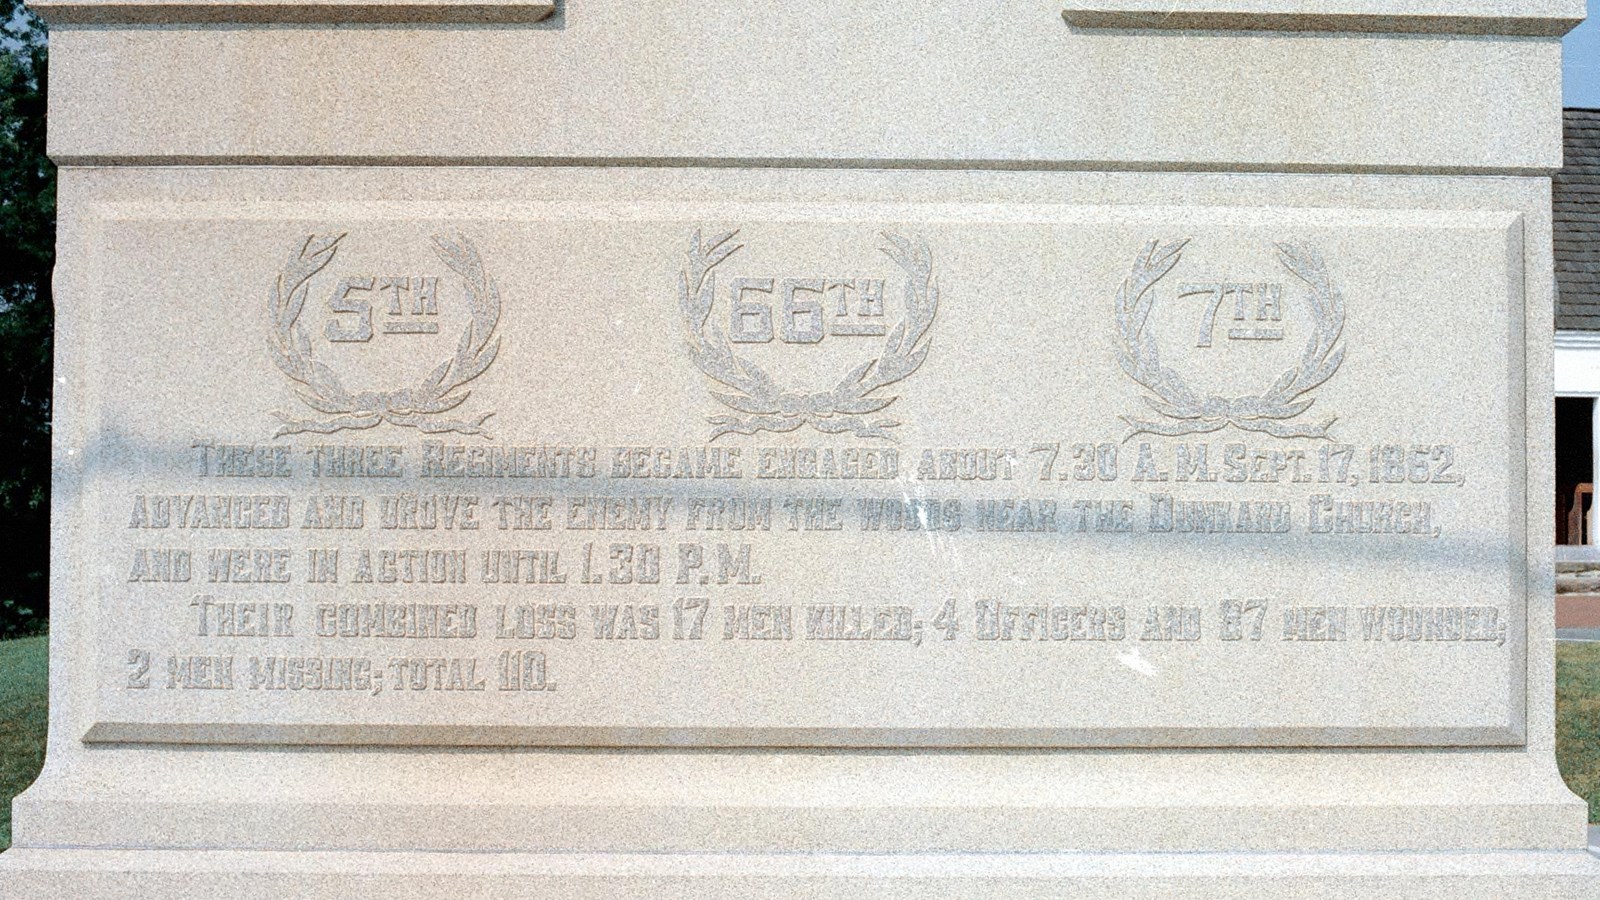 5TH 66TH 7TH
THESE THREE REGIMENTS BECAME ENGAGED ABOUT 7.30 A.M. SEPT. 17, 1862,
ADVANCED AND DROVE THE ENEMY FROM THE WOODS NEAR THE DUNKARD CHURCH,
AND WERE IN ACTION UNTIL 1.30 P.M.
THEIR COMBINED LOSS WAS 17 MEN KILLED; 4 OFFICERS AND 87 MEN WOUNDED;
2 MEN MISSING; TOTAL 110.